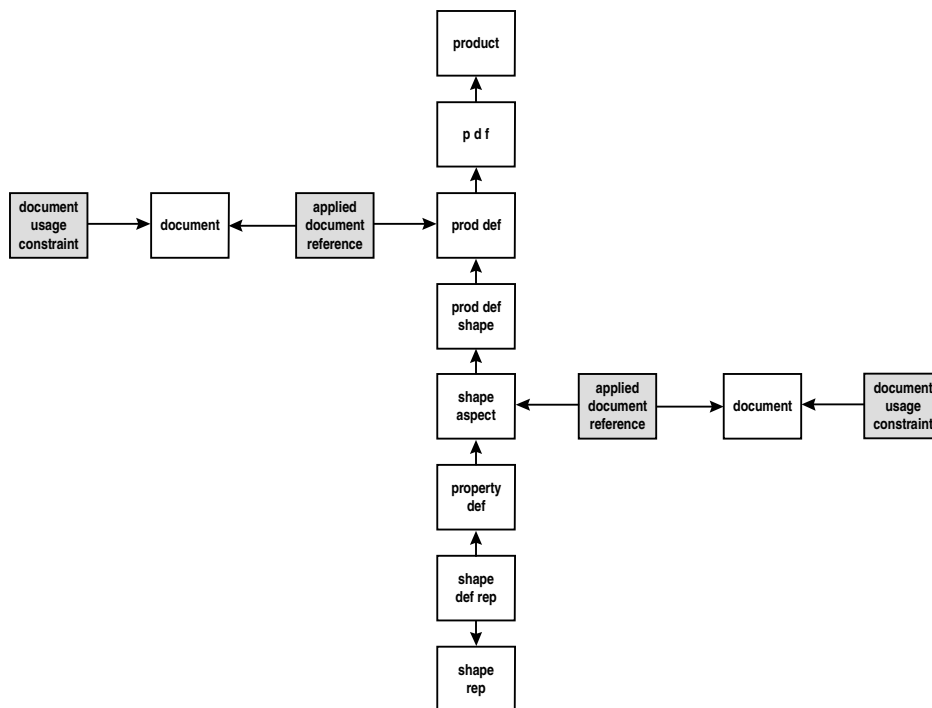 product
p d f
document
usage
constraint
document
applied
document
reference
prod def
prod def
shape
shape
aspect
applied
document
reference
document
document
usage
constraint
property
def
shape
def rep
shape
rep